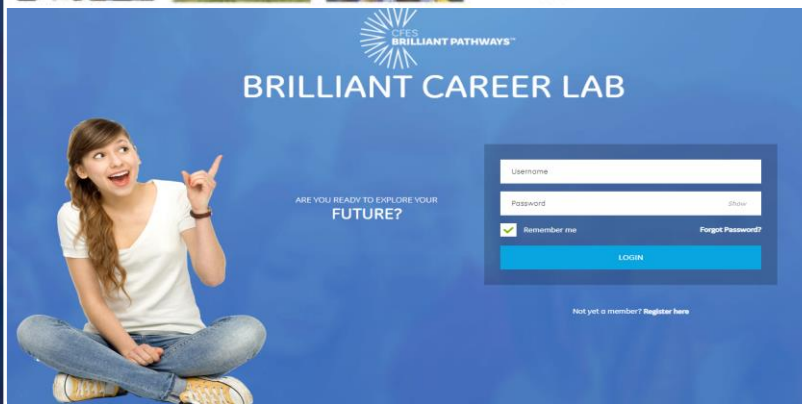 CFES
BRILLIANT PATHWAYS™
BRILLIANT CAREER LAB
ARE YOU READY TO EXPLORE YOUR
FUTURE?
Username
Password Show
Remember me Forgot Password?
LOGIN
Not yet a member? Register here